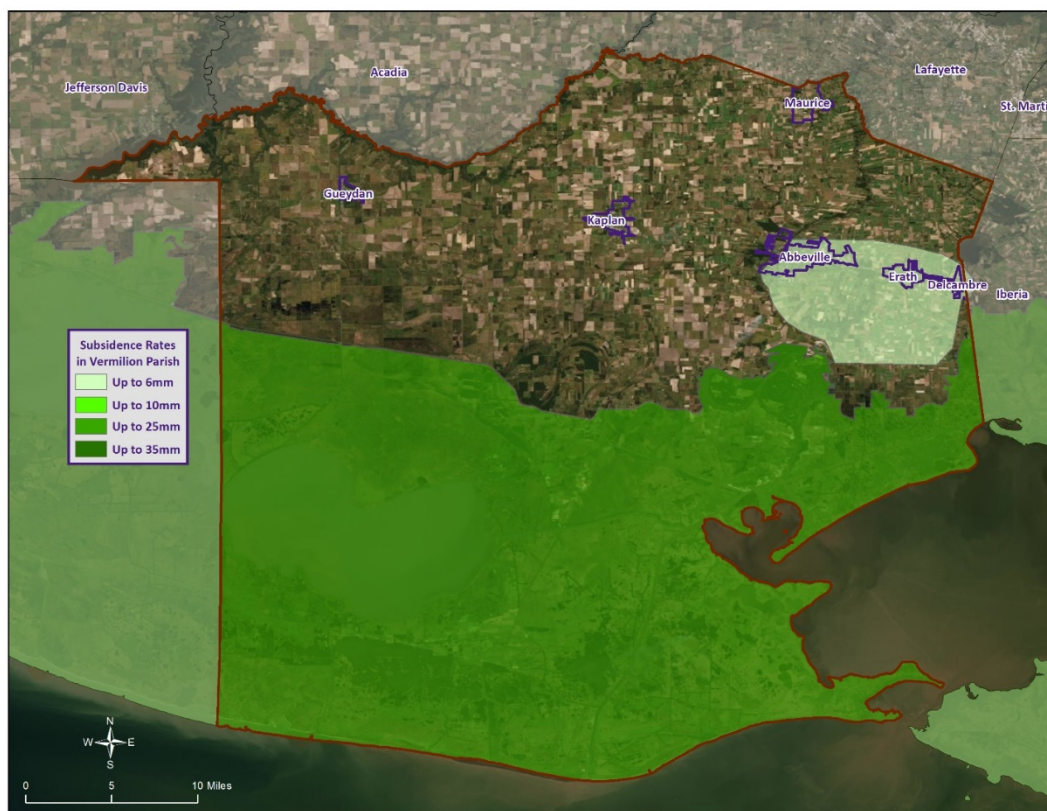 Jefferson Davis
Acadia
Lafayette
St. Marti
Maurice
Gueydan
Kaplan
Abbeville
Erath
Delcambre
Iberia
Subsidence Rates
in Vermilion Parish
Up to 6mm
Up to 10mm
Up to 25mm
Up to 35mm
N
W E
S
0 5 10 Miles